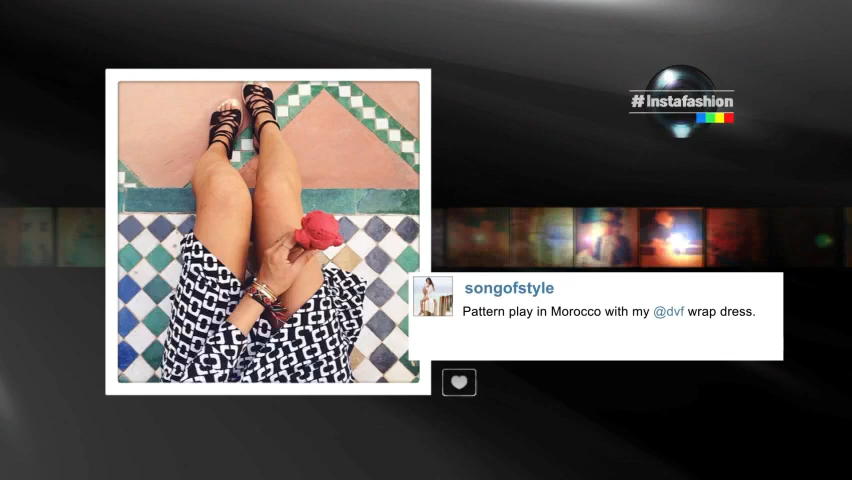 #Instafashion
songofstyle
Pattern play in Morocco with my @dvf wrap dress.